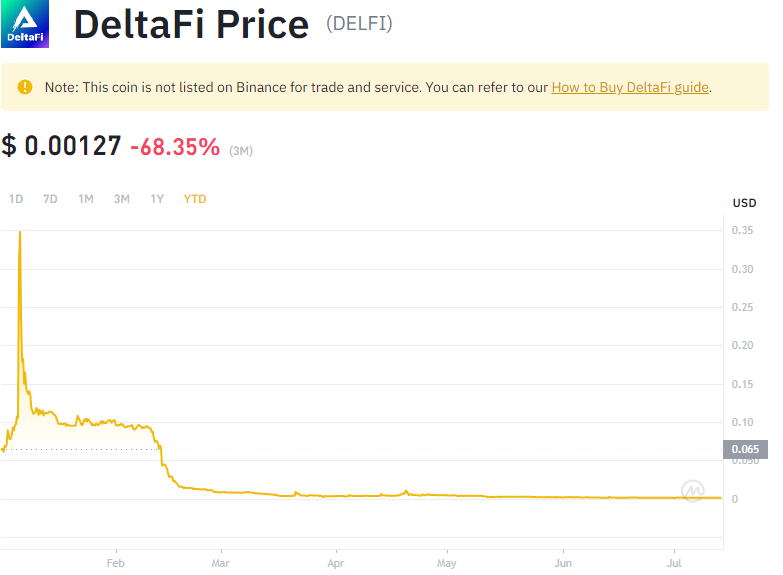 DeltaFi
DeltaFi Price (DELFI)
Note: This coin is not listed on Binance for trade and service. You can refer to our How to Buy DeltaFi guide.
$ 0.00127 -68.35% (3M)
1D 7D 1M 3M 1Y YTD
USD
0.35
0.30
0.25
0.20
0.15
0.10
0.065
0.050
0
Feb Mar Apr May Jun Jul